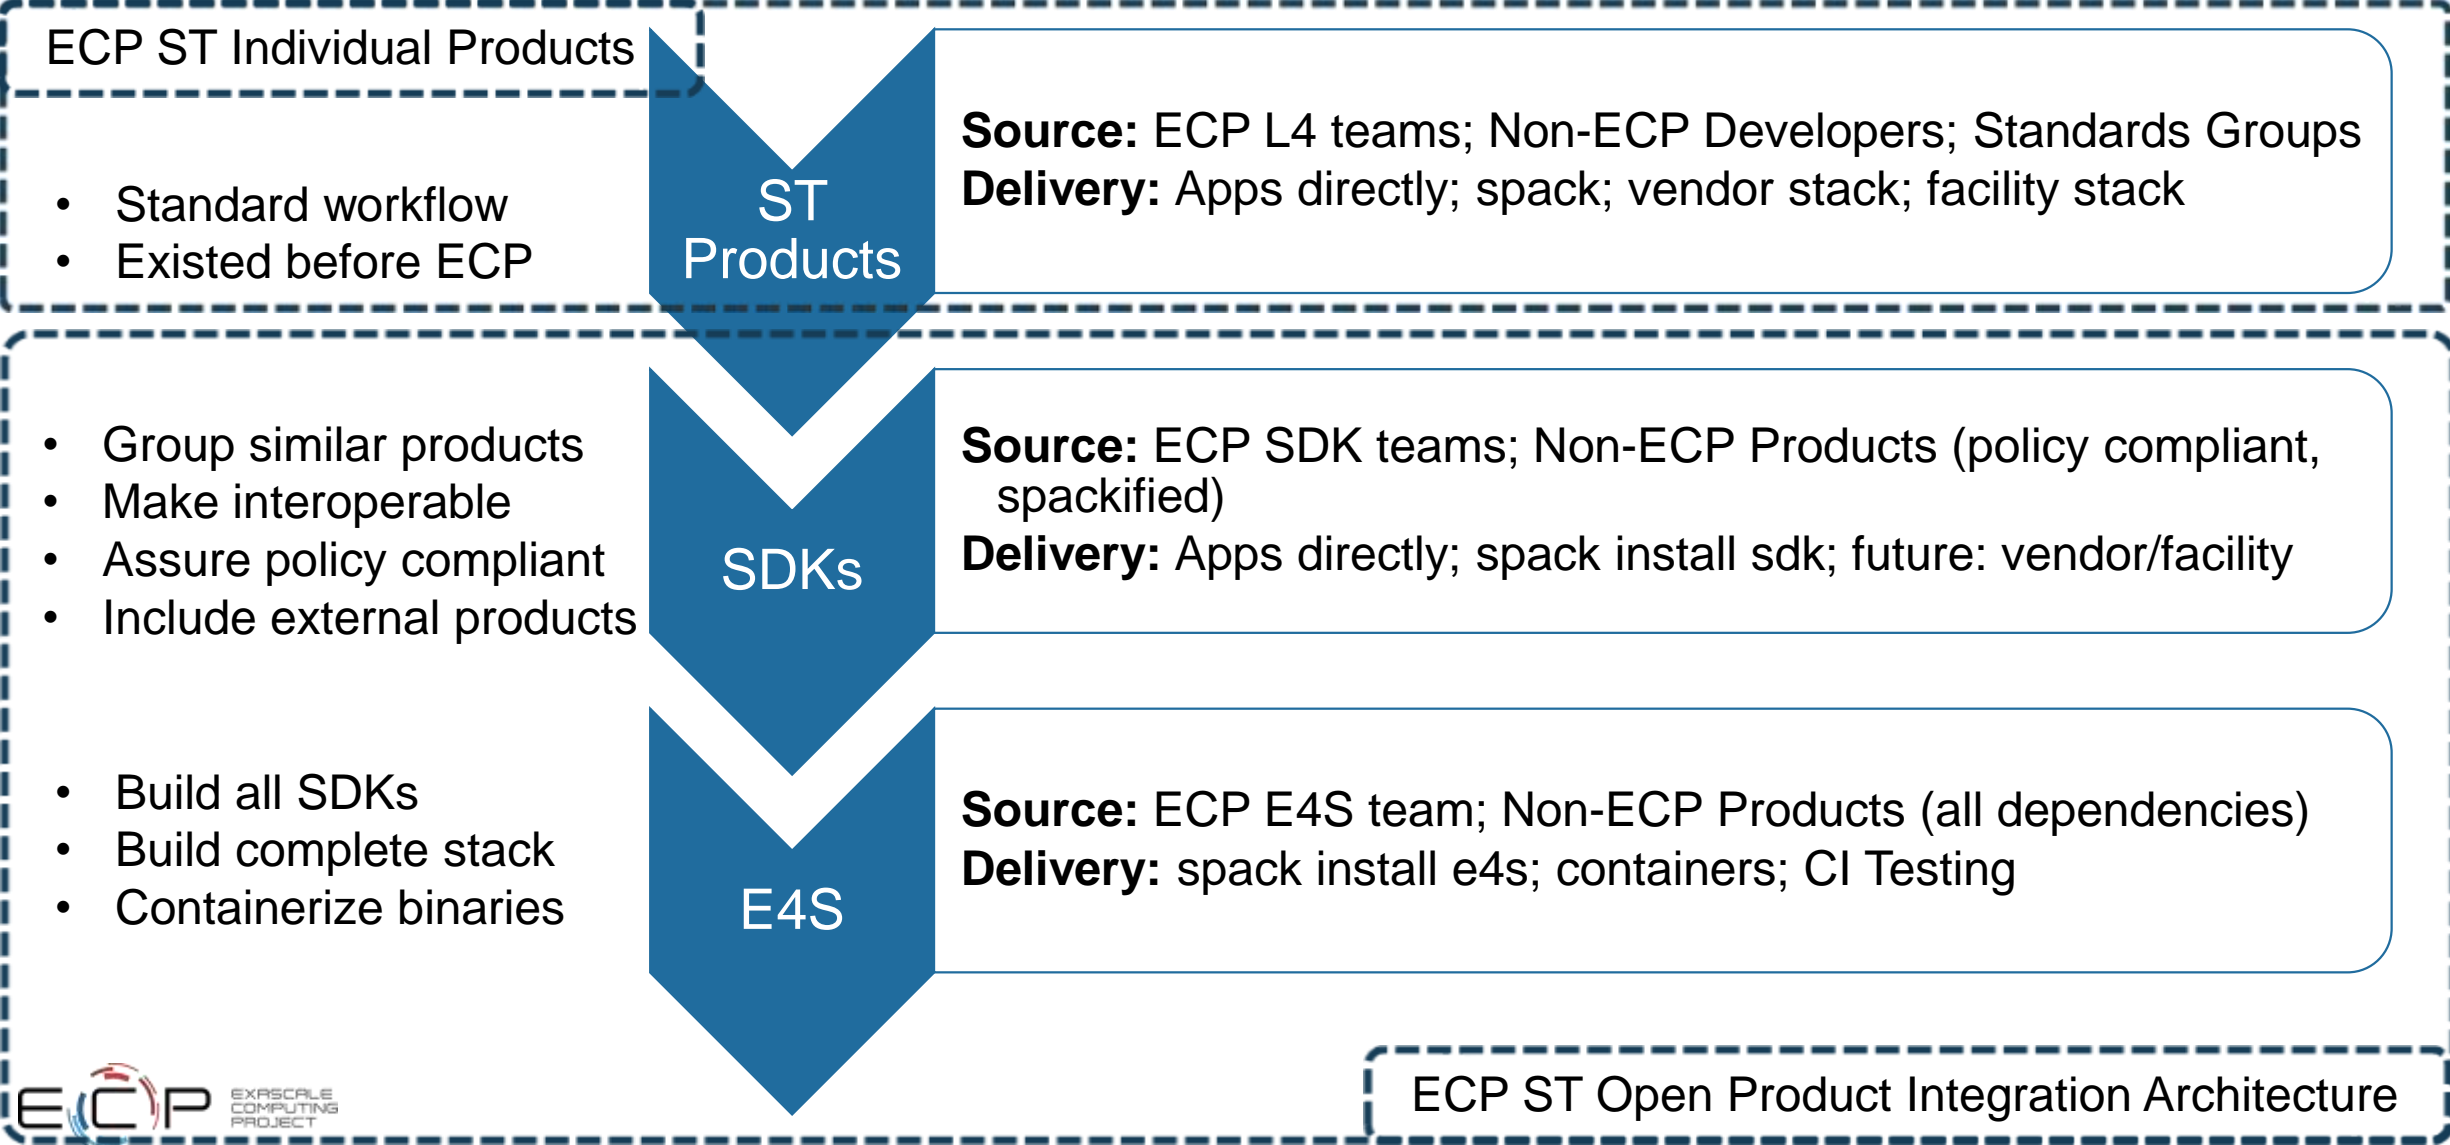 ECP ST Individual Products
• Standard workflow
• Existed before ECP
ST
Products
Source: ECP L4 teams; Non-ECP Developers; Standards Groups
Delivery: Apps directly; spack; vendor stack; facility stack
• Group similar products
• Make interoperable
• Assure policy compliant
• Include external products
SDKs
Source: ECP SDK teams; Non-ECP Products (policy compliant,
spackified)
Delivery: Apps directly; spack install sdk; future: vendor/facility
• Build all SDKs
• Build complete stack
• Containerize binaries
E4S
Source: ECP E4S team; Non-ECP Products (all dependencies)
Delivery: spack install e4s; containers; CI Testing
ECP
EXASCALE
COMPUTING
PROJECT
ECP ST Open Product Integration Architecture